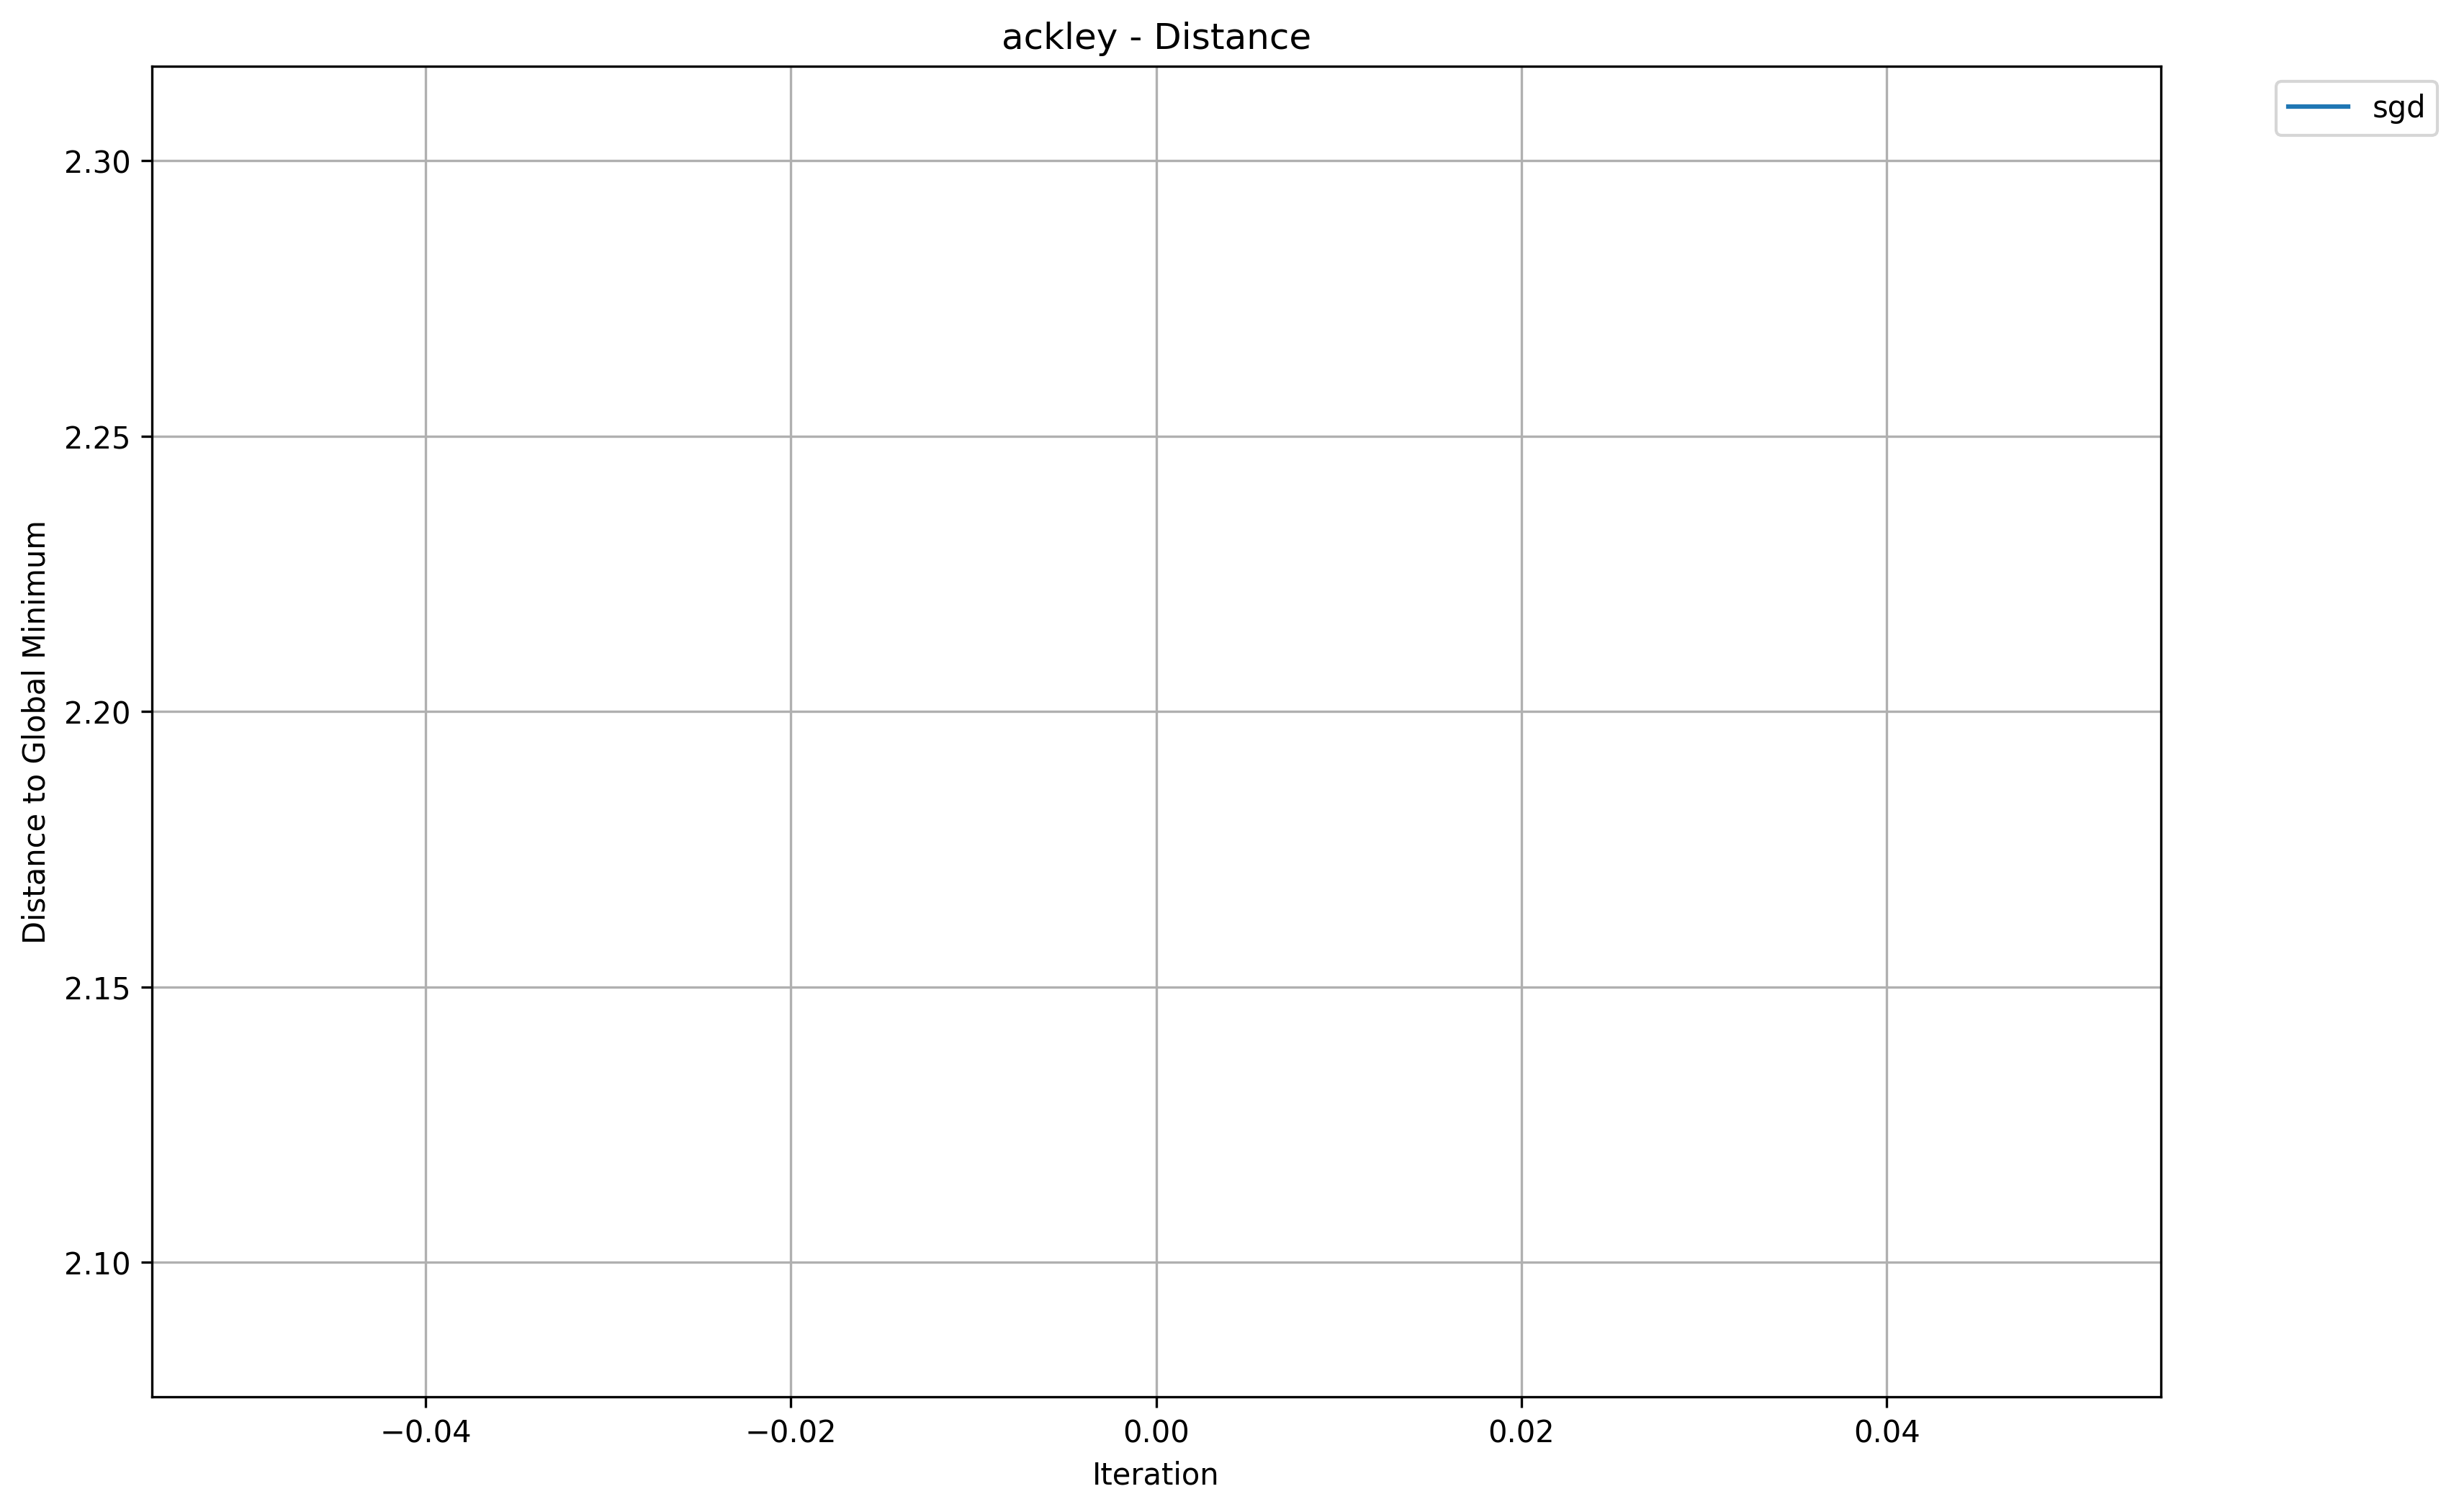 ackley - Distance
sgd
2.30
2.25
2.20
2.15
2.10
Distance to Global Minimum
−0.04
−0.02
0.00
0.02
0.04
Iteration